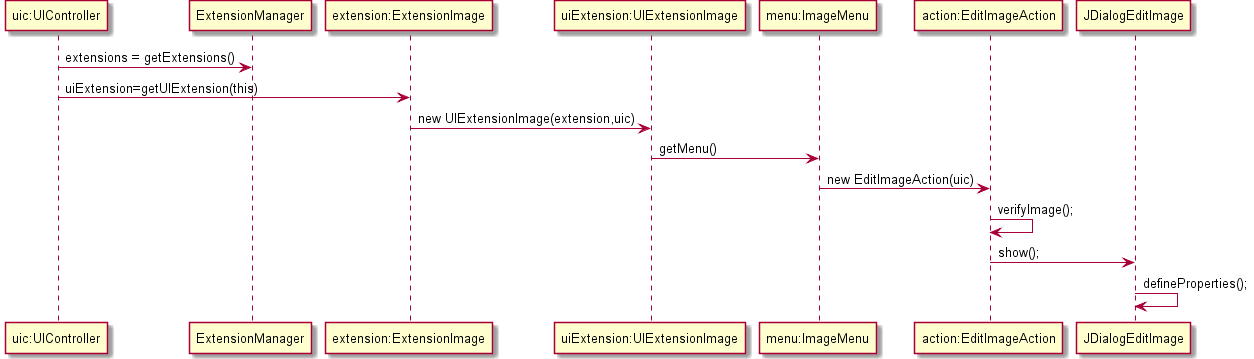 uic:UIController
ExtensionManager
extension:ExtensionImage
uiExtension:UIExtensionImage
menu:ImageMenu
action:EditImageAction
JDialogEditImage
extensions = getExtensions()
uiExtension=getUIExtension(this)
new UIExtensionImage(extension,uic)
getMenu()
new EditImageAction(uic)
verifyImage();
show();
defineProperties();
uic:UIController
ExtensionManager
extension:ExtensionImage
uiExtension:UIExtensionImage
menu:ImageMenu
action:EditImageAction
JDialogEditImage